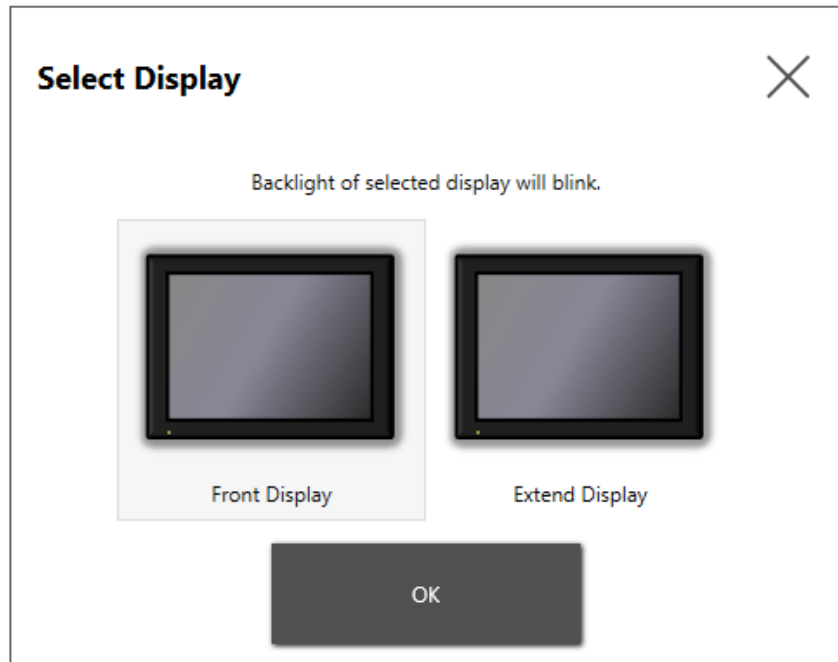 Select Display
Backlight of selected display will blink.
Front Display
Extend Display
OK